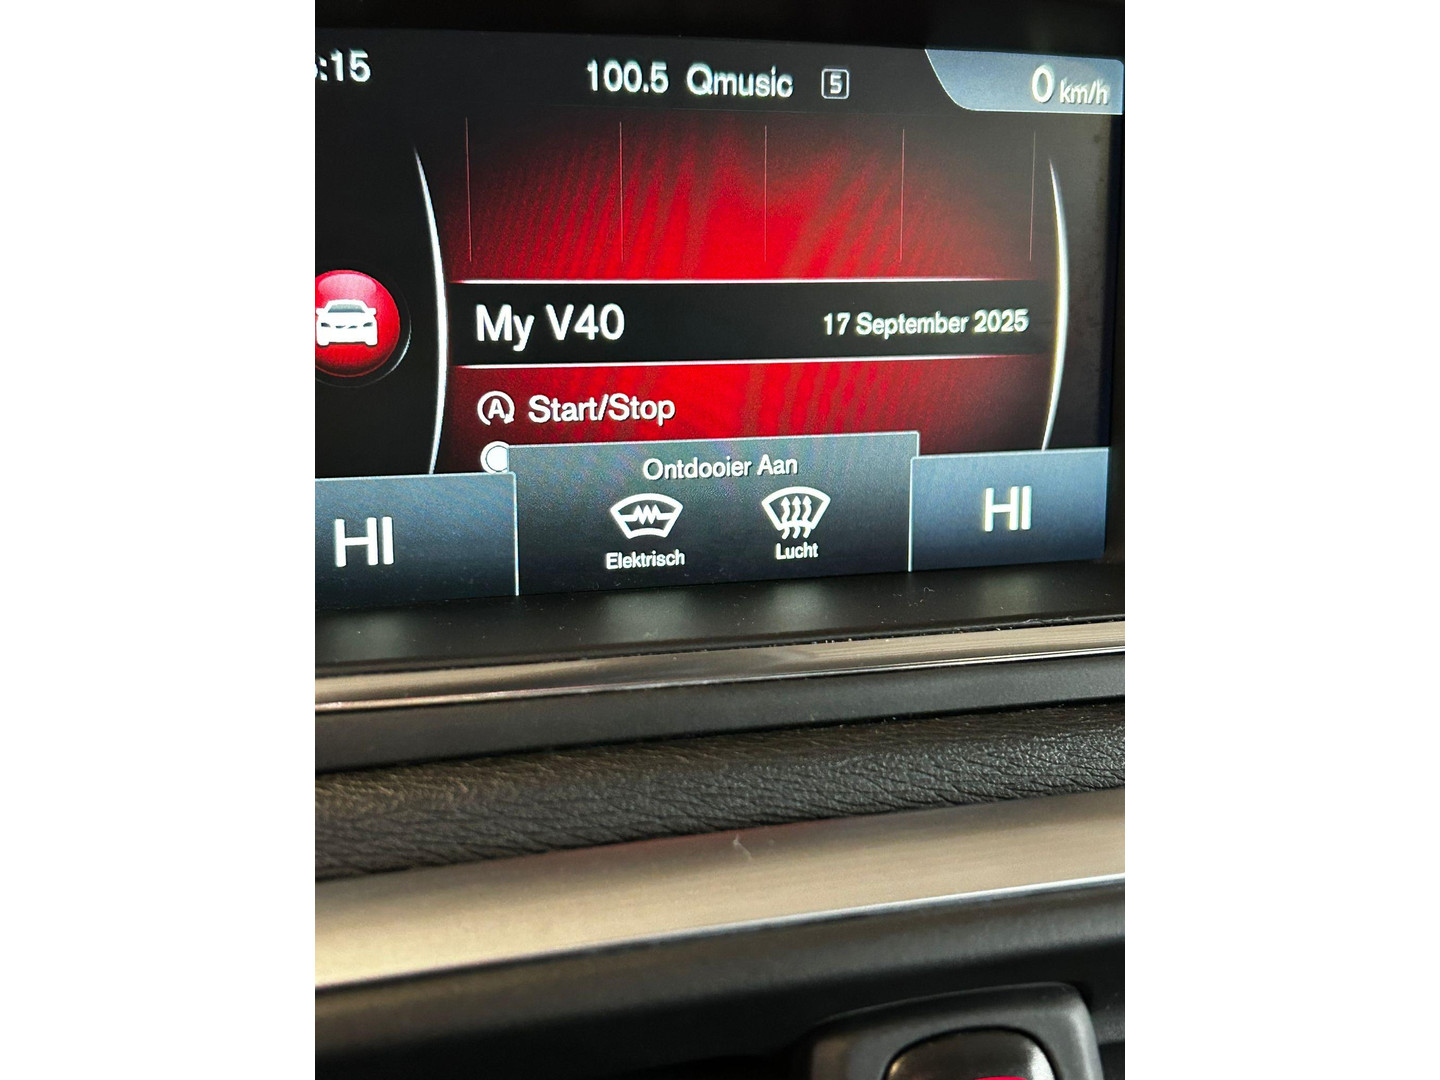 :15
100.5 Qmusic 5
0 km/h
My V40
17 September 2025
A Start/Stop
Ontdooier Aan
HI
Elektrisch
Lucht
HI